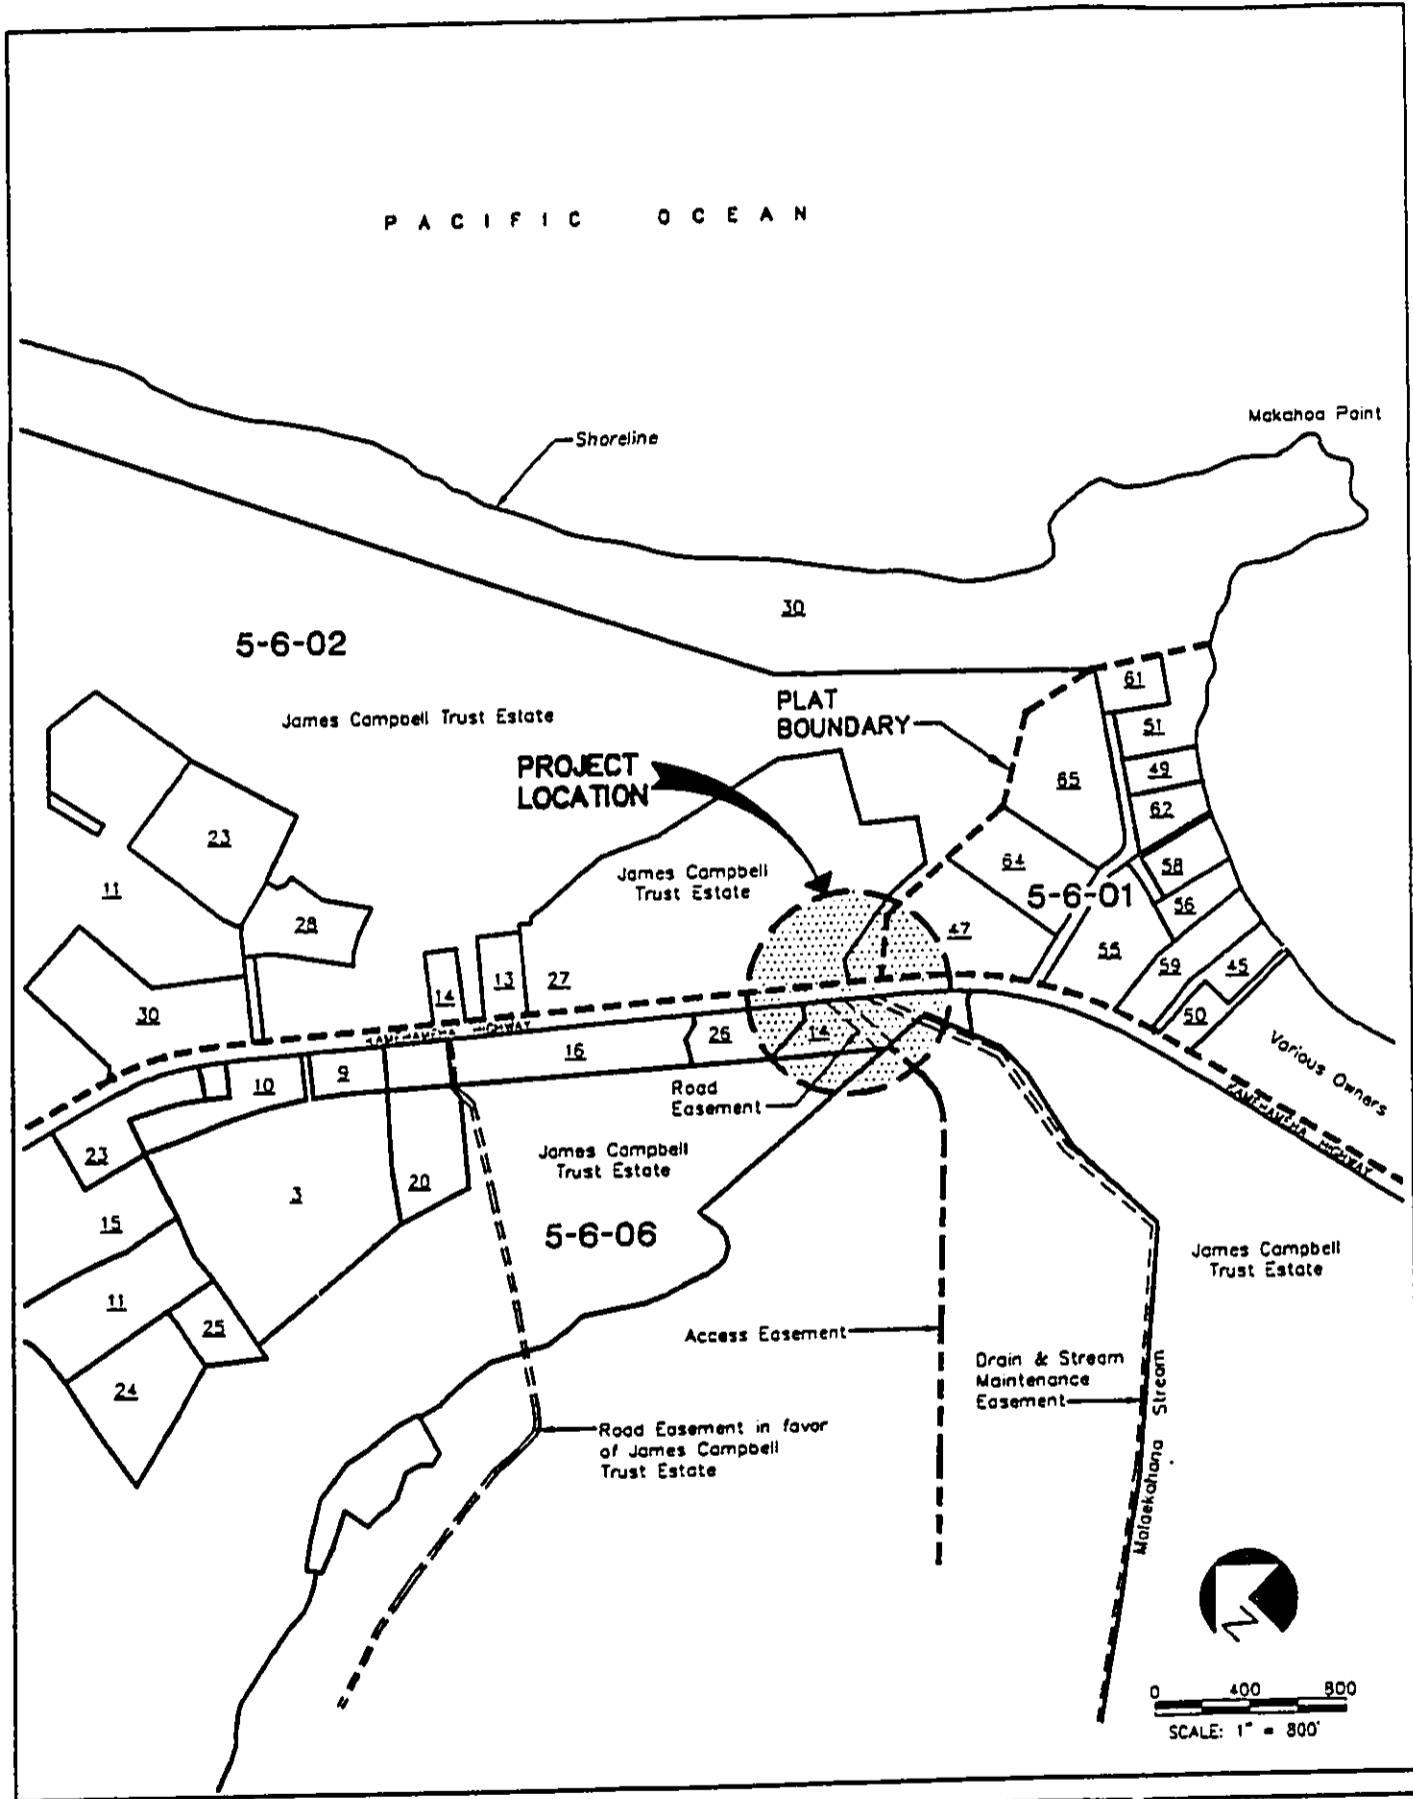 PACIFIC OCEAN
Makahoa Point
Shoreline
30
5-6-02
James Campbell Trust Estate
PLAT
BOUNDARY
61
51
PROJECT
LOCATION
65
49
62
23
11
James Campbell
Trust Estate
64
58
5-6-01
56
28
47
55
59
45
14
13
27
30
50
KAMEHAMEHA HIGHWAY
Various Owners
10
9
16
26
14
Road
Easement
KAMEHAMEHA HIGHWAY
23
3
20
James Campbell
Trust Estate
15
5-6-06
James Campbell
Trust Estate
11
25
Access Easement
24
Drain & Stream
Maintenance
Easement
Malaekahana Stream
Road Easement in favor
of James Campbell
Trust Estate
N
0 400 800
SCALE: 1" = 800'